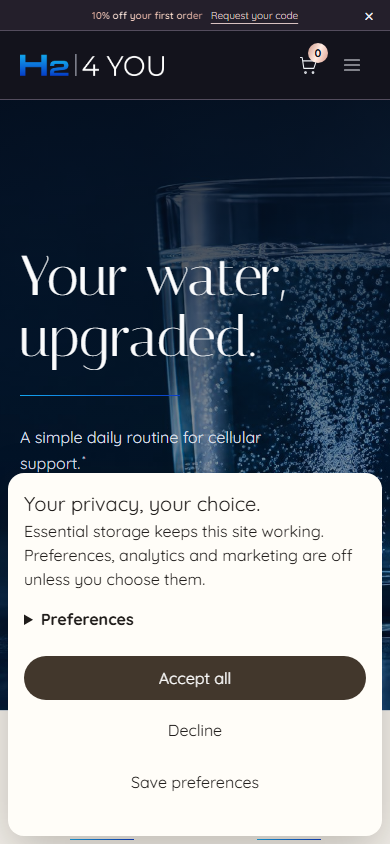 10% off your first order Request your code ×
H2 | 4 YOU
0
Your water,
upgraded.
A simple daily routine for cellular
support.*
Your privacy, your choice.
Essential storage keeps this site working.
Preferences, analytics and marketing are off
unless you choose them.
Preferences
Accept all
Decline
Save preferences